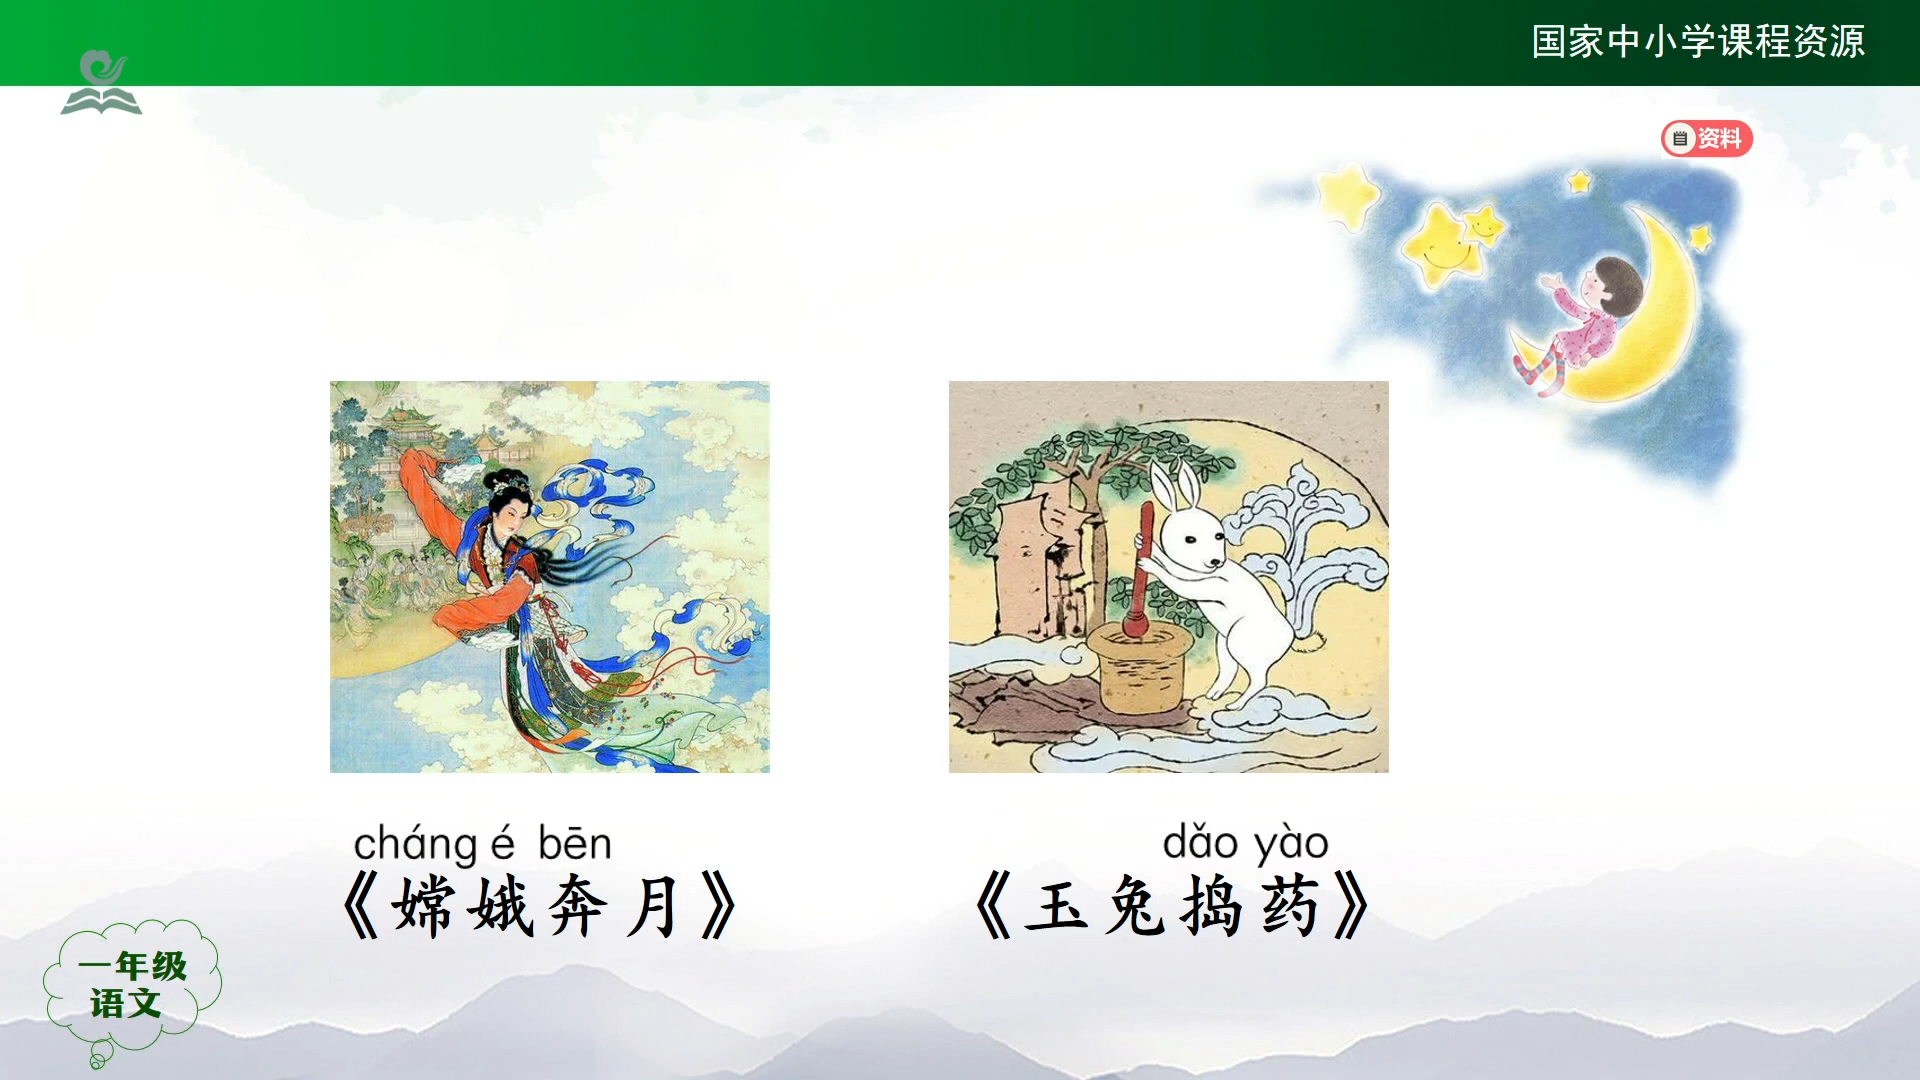 国家中小学课程资源
资料
cháng é bēn
《嫦娥奔月》
dǎo yào
《玉兔捣药》
一年级
语文